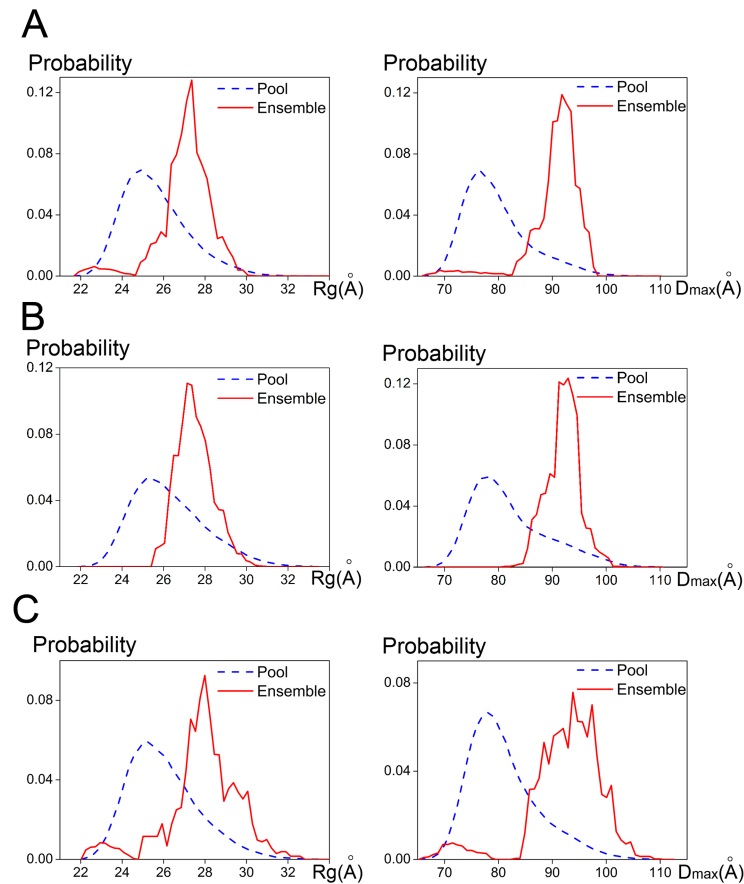 A
Probability
Pool
Ensemble
0.12
0.08
0.04
0.00
22 24 26 28 30 32
Rg(Å)
Probability
Pool
Ensemble
0.12
0.08
0.04
0.00
70 80 90 100 110
Dmax(Å)
B
Probability
Pool
Ensemble
0.12
0.08
0.04
0.00
22 24 26 28 30 32
Rg(Å)
Probability
Pool
Ensemble
0.12
0.08
0.04
0.00
70 80 90 100 110
Dmax(Å)
C
Probability
Pool
Ensemble
0.08
0.04
0.00
22 24 26 28 30 32
Rg(Å)
Probability
Pool
Ensemble
0.08
0.04
0.00
70 80 90 100 110
Dmax(Å)